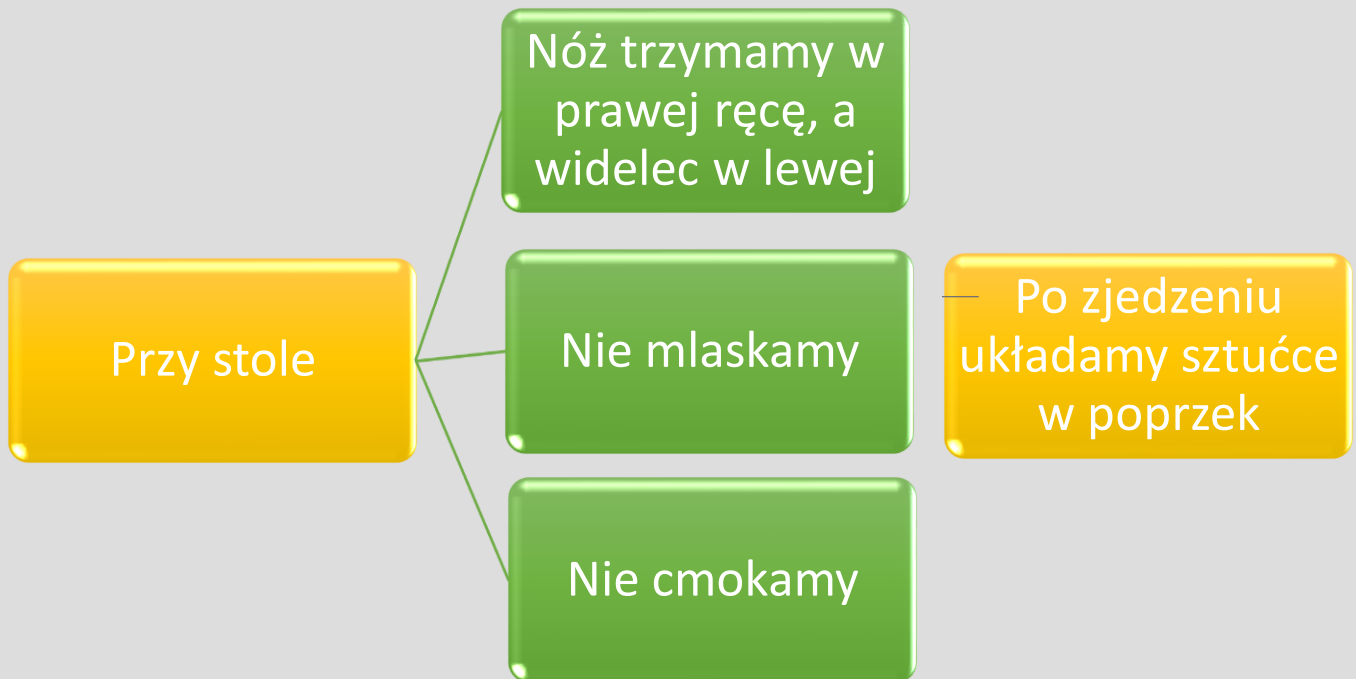 Przy stole
Nóż trzymamy w
prawej ręcę, a
widelec w lewej
Nie mlaskamy
Nie cmokamy
Po zjedzeniu
układamy sztućce
w poprzek